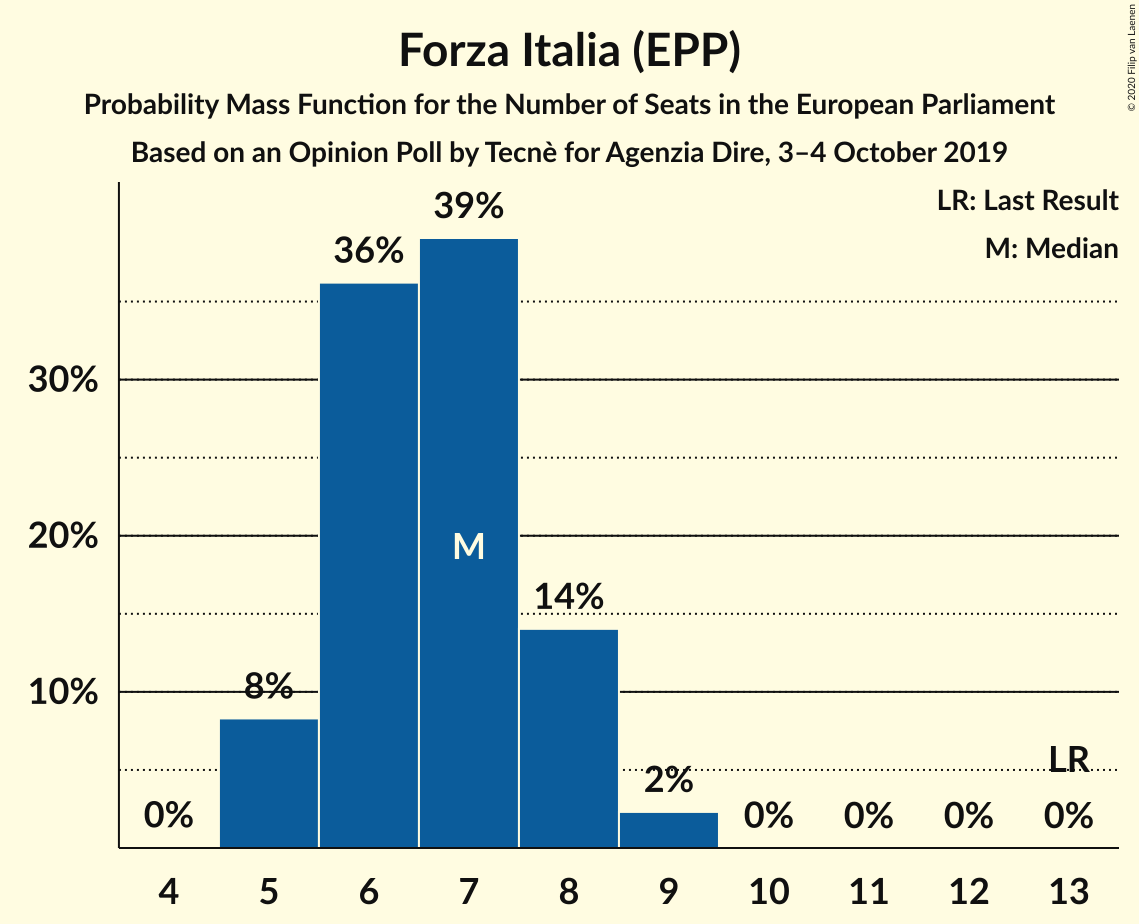 © 2020 Filip van Laenen
Forza Italia (EPP)
Probability Mass Function for the Number of Seats in the European Parliament
Based on an Opinion Poll by Tecnè for Agenzia Dire, 3–4 October 2019
LR: Last Result
M: Median
39%
36%
30%
20%
M
14%
10%
8%
LR
2%
0%
0%
0%
0%
0%
4 5 6 7 8 9 10 11 12 13